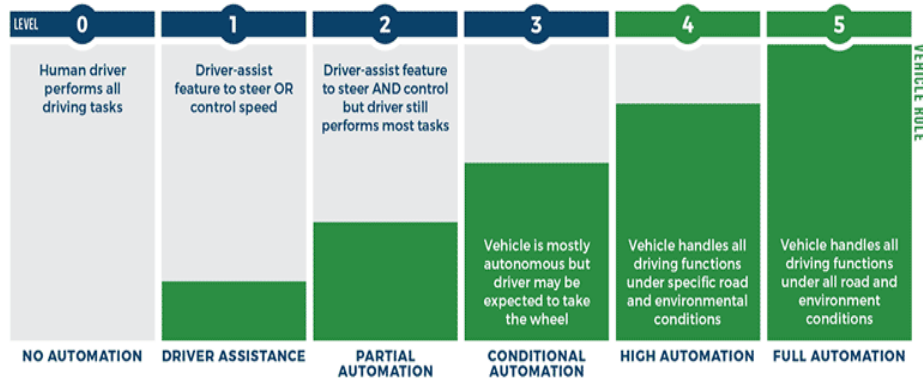 LEVEL 0 1 2 3 4 5
Human driver
performs all
driving tasks
Driver-assist
feature to steer OR
control speed
Driver-assist feature
to steer AND control
but driver still
performs most tasks
Vehicle is mostly
autonomous but
driver may be
expected to take
the wheel
Vehicle handles all
driving functions
under specific road
and environmental
conditions
Vehicle handles all
driving functions
under all road and
environment
conditions
VEHICLE ROLE
NO AUTOMATION
DRIVER ASSISTANCE
PARTIAL
AUTOMATION
CONDITIONAL
AUTOMATION
HIGH AUTOMATION
FULL AUTOMATION